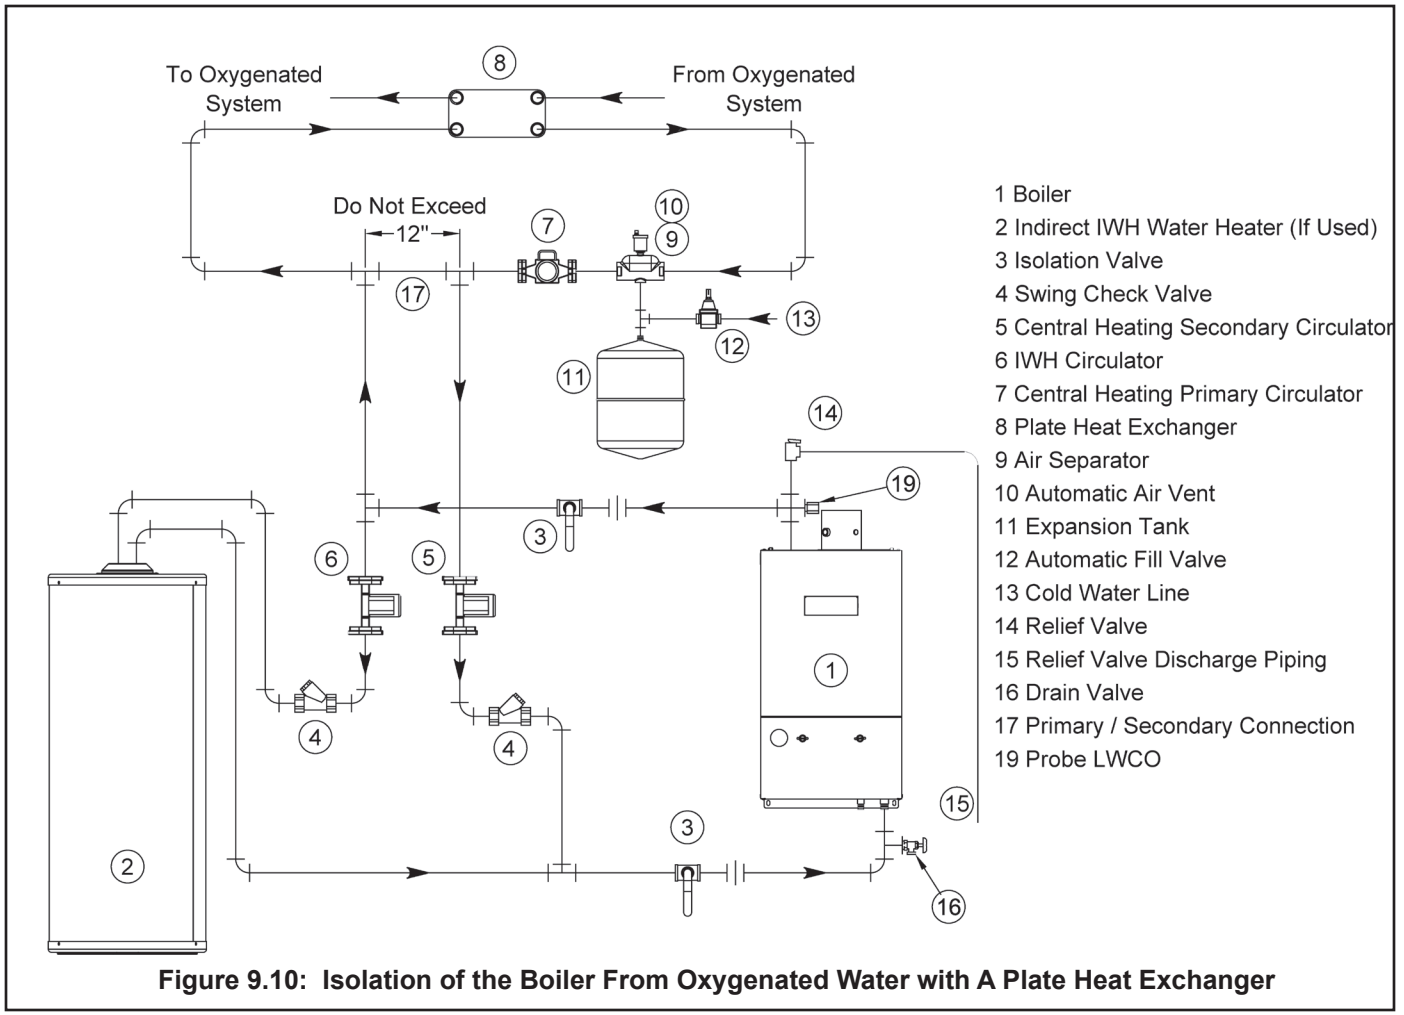 To Oxygenated
System
8
From Oxygenated
System
Do Not Exceed
12"
7
10
9
17
13
12
11
14
19
3
6
5
1
4
4
15
3
2
16
1 Boiler
2 Indirect IWH Water Heater (If Used)
3 Isolation Valve
4 Swing Check Valve
5 Central Heating Secondary Circulator
6 IWH Circulator
7 Central Heating Primary Circulator
8 Plate Heat Exchanger
9 Air Separator
10 Automatic Air Vent
11 Expansion Tank
12 Automatic Fill Valve
13 Cold Water Line
14 Relief Valve
15 Relief Valve Discharge Piping
16 Drain Valve
17 Primary / Secondary Connection
19 Probe LWCO
Figure 9.10:  Isolation of the Boiler From Oxygenated Water with A Plate Heat Exchanger